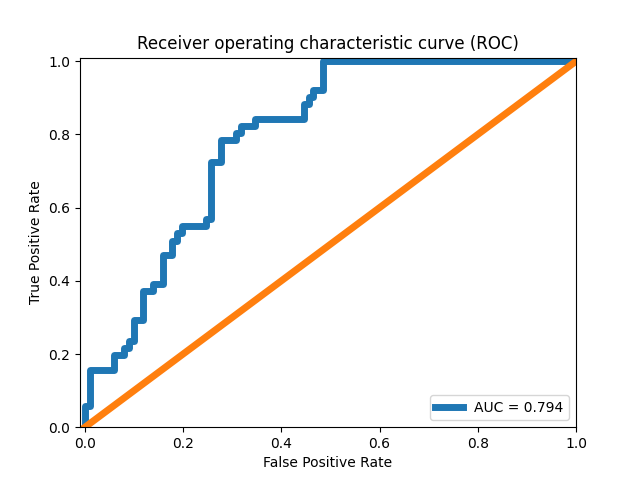 Receiver operating characteristic curve (ROC)
True Positive Rate
1.0
0.8
0.6
0.4
0.2
0.0
0.0 0.2 0.4 0.6 0.8 1.0
False Positive Rate
AUC = 0.794